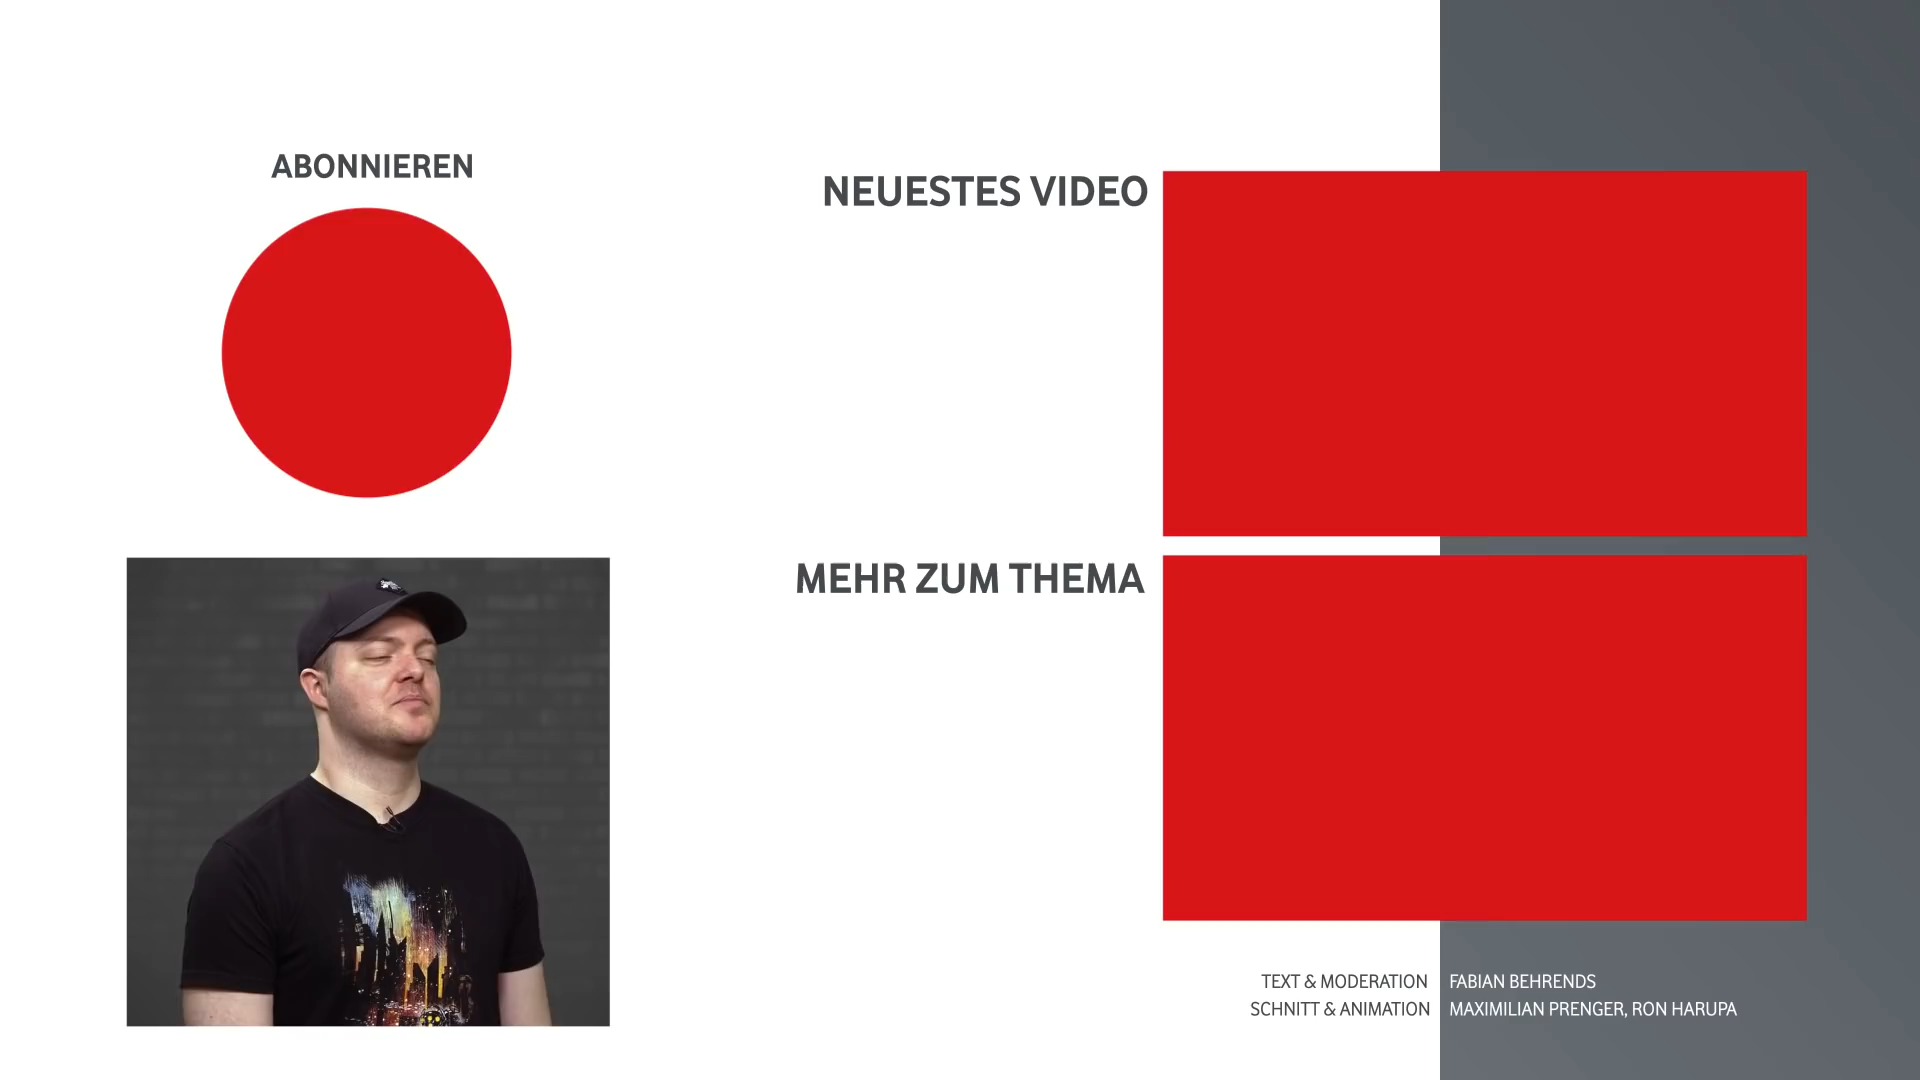 ABONNIEREN
NEUESTES VIDEO
MEHR ZUM THEMA
TEXT & MODERATION FABIAN BEHRENDS
SCHNITT & ANIMATION MAXIMILIAN PRENGER, RON HARUPA